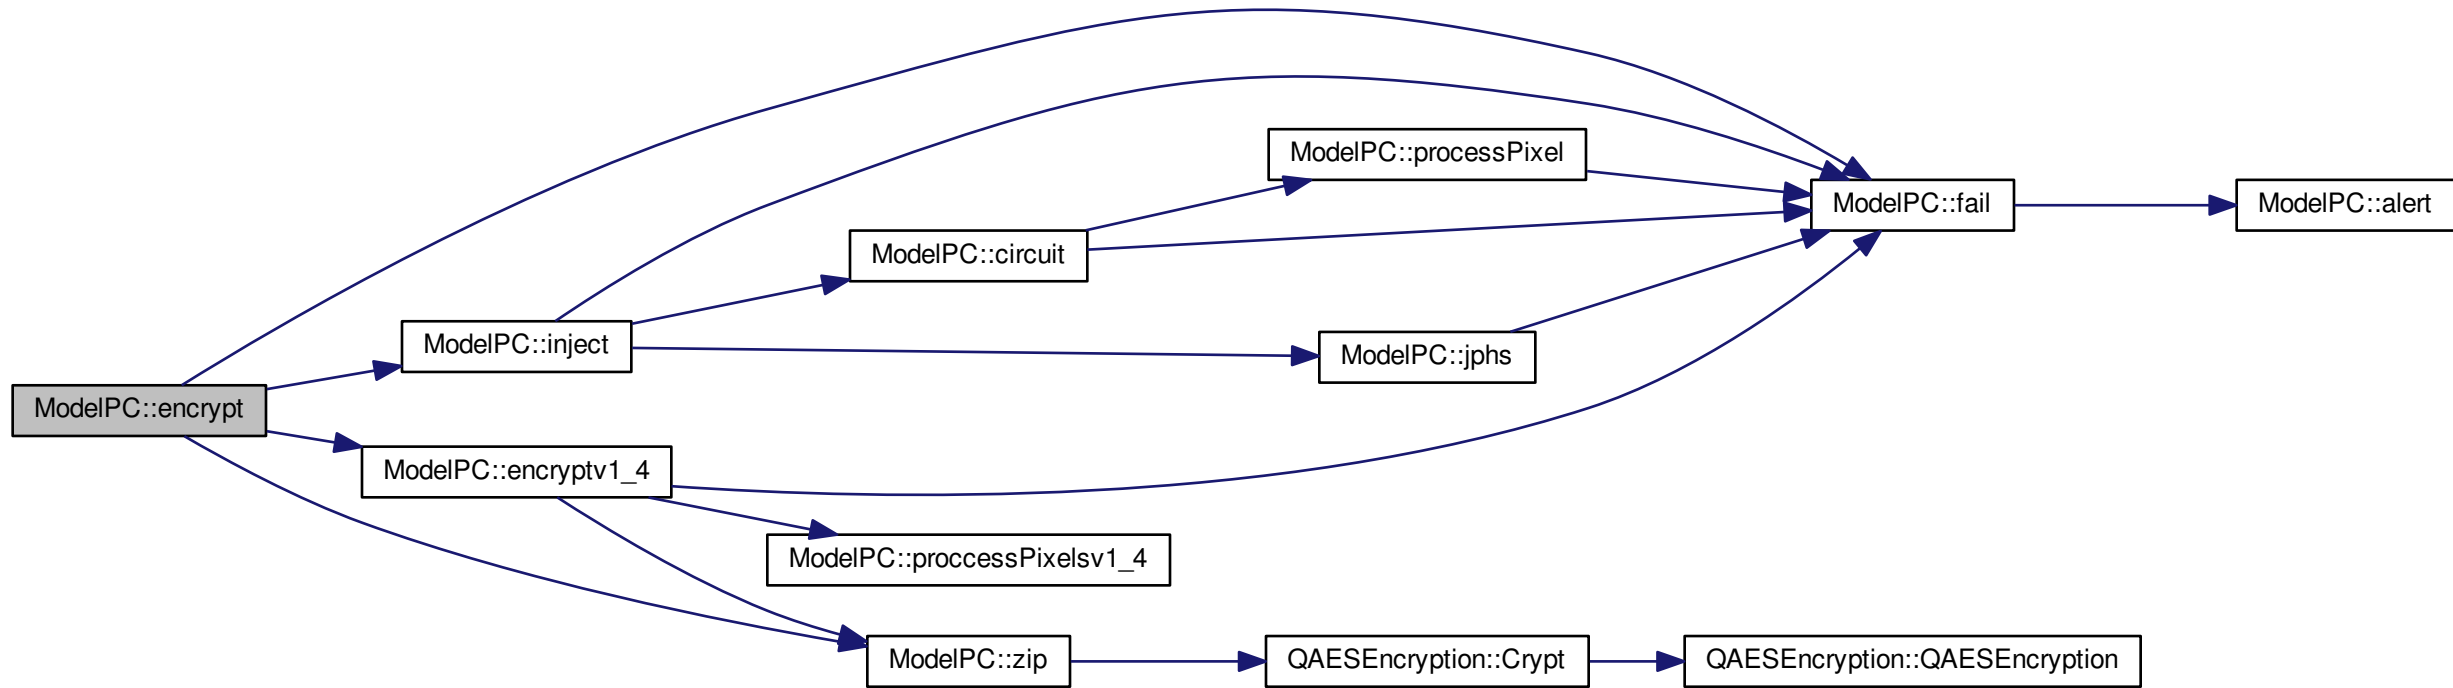 ModelPC::processPixel
ModelPC::fail
ModelPC::alert
ModelPC::circuit
ModelPC::inject
ModelPC::jphs
ModelPC::encrypt
ModelPC::encryptv1_4
ModelPC::proccessPixelsv1_4
ModelPC::zip
QAESEncryption::Crypt
QAESEncryption::QAESEncryption